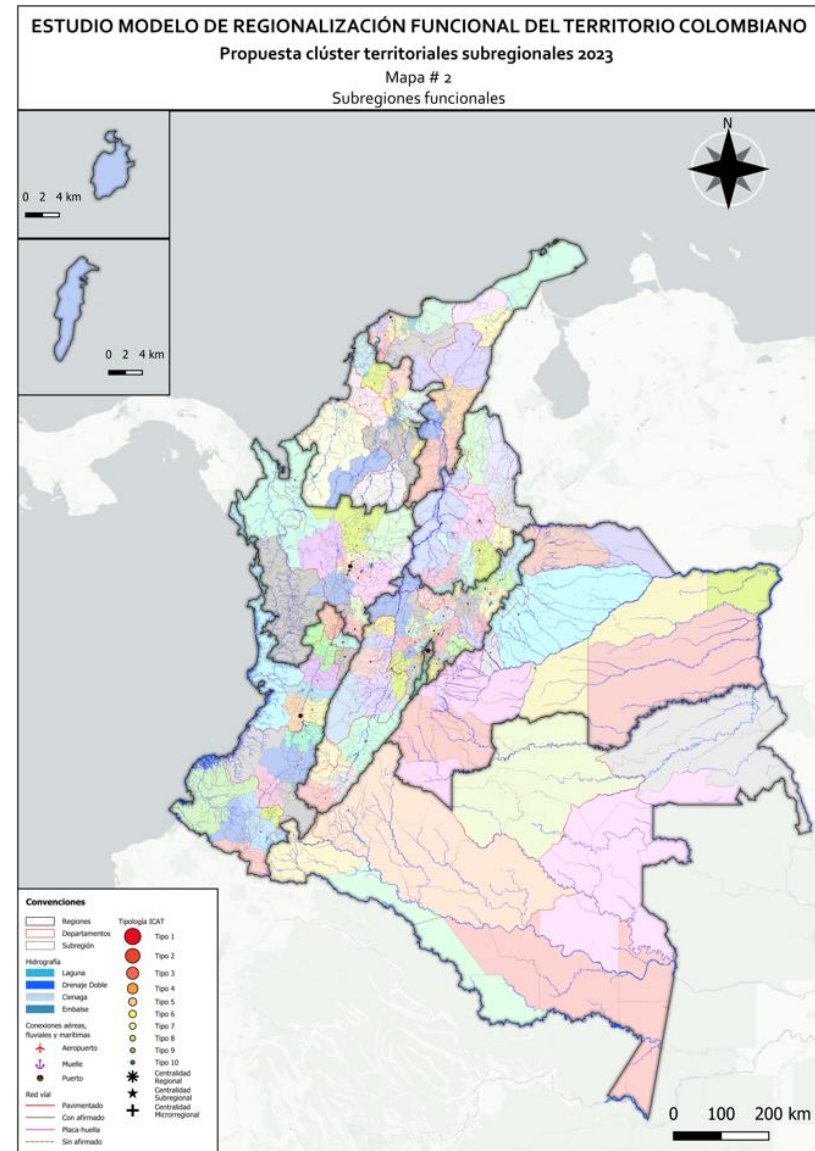 ESTUDIO MODELO DE REGIONALIZACIÓN FUNCIONAL DEL TERRITORIO COLOMBIANO
Propuesta clúster territoriales subregionales 2023
Mapa # 2
Subregiones funcionales
N
0 2 4 km
0 2 4 km
Convenciones
Regiones
Departamentos
Subregión
Hidrografía
Laguna
Drenaje Doble
Cienaga
Embalse
Conexiones aéreas,
fluviales y marítimas
Aeropuerto
Muelle
Puerto
Red vial
Pavimentado
Con afirmado
Placa-huella
Sin afirmado
Tipología ICAT
Tipo 1
Tipo 2
Tipo 3
Tipo 4
Tipo 5
Tipo 6
Tipo 7
Tipo 8
Tipo 9
Tipo 10
Centralidad
Regional
Centralidad
Subregional
Centralidad
Microrregional
0 100 200 km